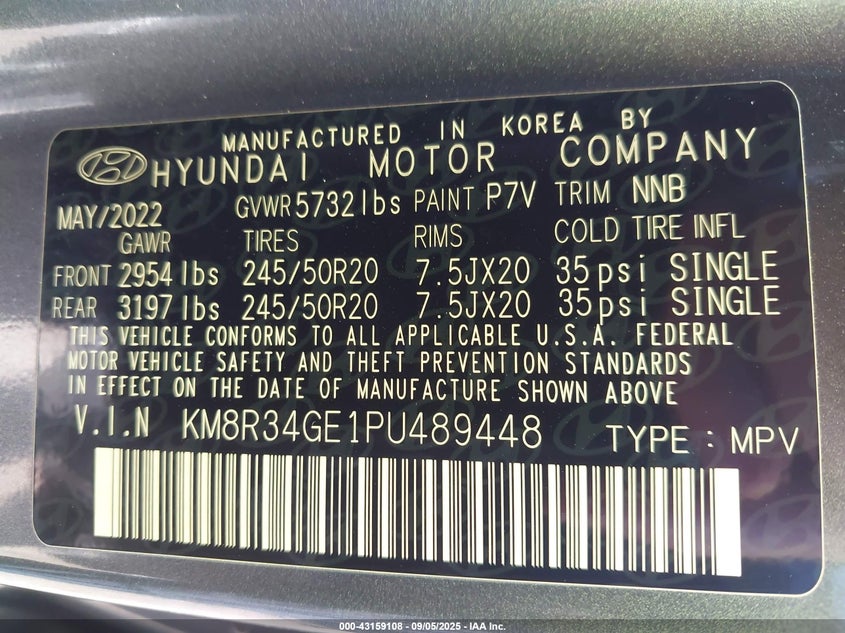 MANUFACTURED IN KOREA BY
HYUNDAI MOTOR COMPANY
MAY/2022 GVWR 5732lbs PAINT P7V TRIM NNB
GAWR TIRES RIMS COLD TIRE INFL
FRONT 2954 lbs 245/50R20 7.5JX20 35psi SINGLE
REAR 3197 lbs 245/50R20 7.5JX20 35psi SINGLE
THIS VEHICLE CONFORMS TO ALL APPLICABLE U.S.A. FEDERAL
MOTOR VEHICLE SAFETY AND THEFT PREVENTION STANDARDS
IN EFFECT ON THE DATE OF MANUFACTURE SHOWN ABOVE
V.I.N KM8R34GE1PU489448 TYPE : MPV
000-43159108 - 09/05/2025 - IAA Inc.